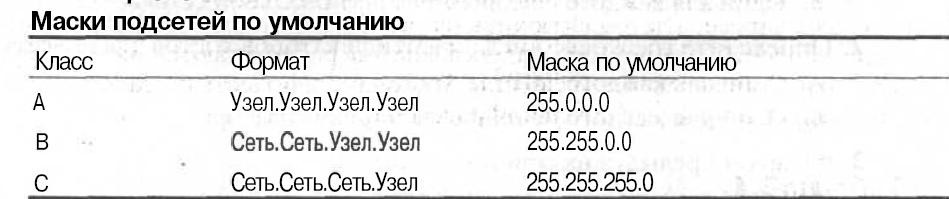 Маски подсетей по умолчанию
Класс Формат Маска по умолчанию
A Узел.Узел.Узел.Узел 255.0.0.0
B Сеть.Сеть.Узел.Узел 255.255.0.0
C Сеть.Сеть.Сеть.Узел 255.255.255.0